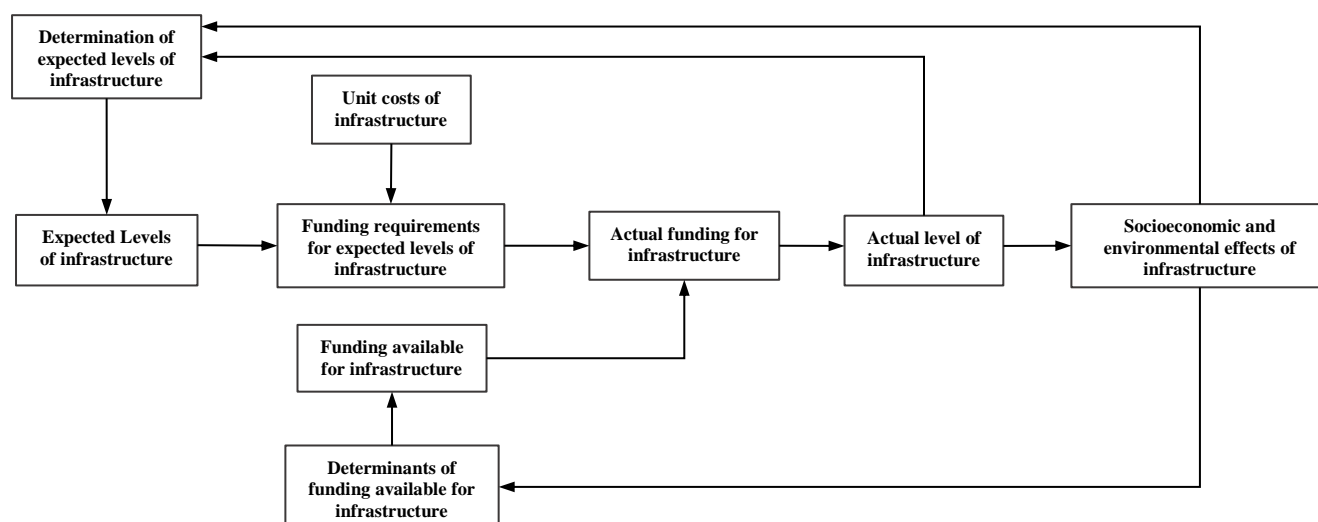 Determination of
expected levels of
infrastructure
Unit costs of
infrastructure
Expected Levels
of infrastructure
Funding requirements
for expected levels of
infrastructure
Actual funding for
infrastructure
Actual level of
infrastructure
Socioeconomic and
environmental effects of
infrastructure
Funding available
for infrastructure
Determinants of
funding available for
infrastructure